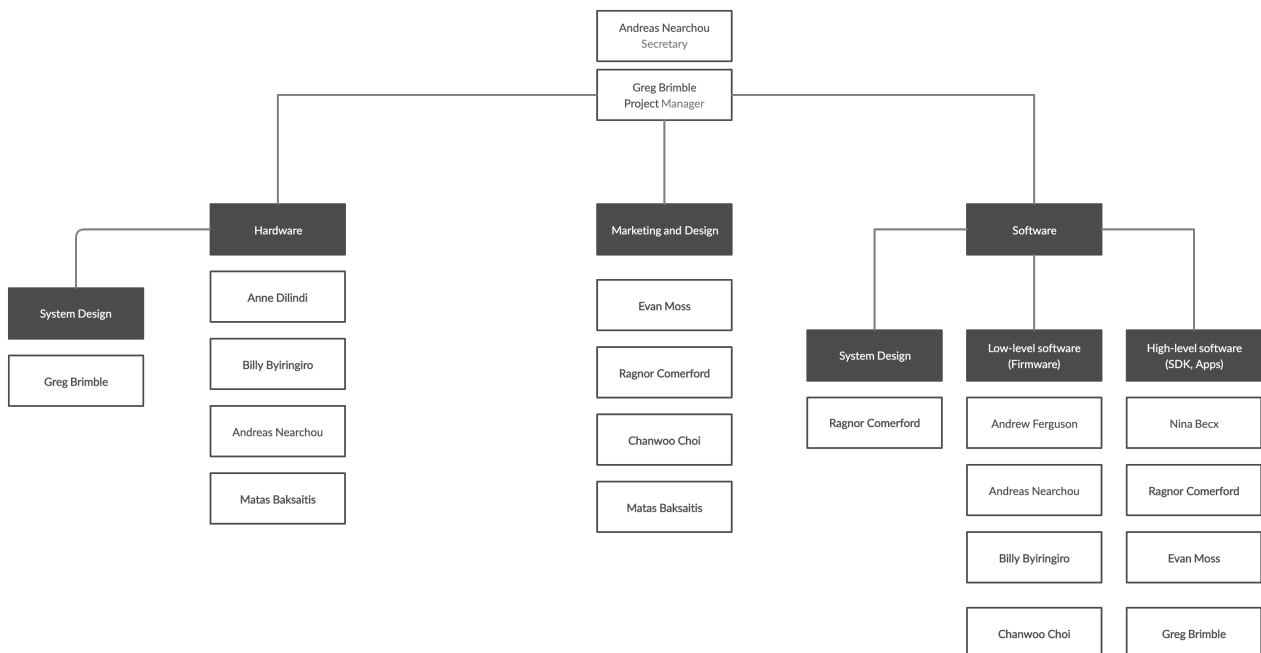 Andreas Nearchou
Secretary
Greg Brimble
Project Manager
Hardware
Marketing and Design
Software
Anne Dilindi
Billy Byiringiro
Andreas Nearchou
Matas Baksaitis
System Design
Greg Brimble
Evan Moss
Ragnor Comerford
Chanwoo Choi
Matas Baksaitis
System Design
Ragnor Comerford
Low-level software
(Firmware)
Andrew Ferguson
Andreas Nearchou
Billy Byiringiro
Chanwoo Choi
High-level software
(SDK, Apps)
Nina Becx
Ragnor Comerford
Evan Moss
Greg Brimble